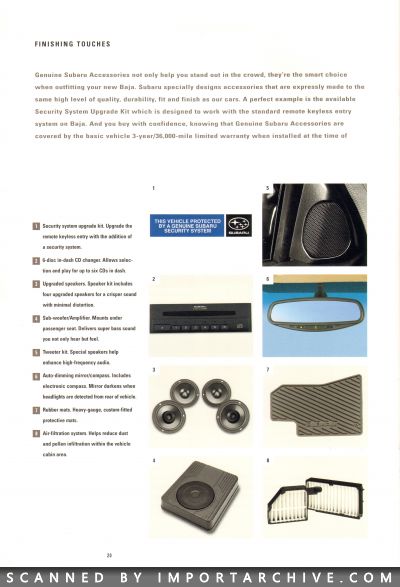 FINISHING TOUCHES
Genuine Subaru Accessories not only help you stand out in the crowd, they're the smart choice
when outfitting your new Baja. Subaru specially designs accessories that are expressly made to the
same high level of quality, durability, fit and finish as our cars. A perfect example is the available
Security System Upgrade Kit which is designed to work with the standard remote keyless entry
system on Baja. And you buy with confidence, knowing that Genuine Subaru Accessories are
covered by the basic vehicle 3-year/36,000-mile limited warranty when installed at the time of
1 Security system upgrade kit. Upgrade the
remote keyless entry with the addition of
a security system.
2 6-disc in-dash CD changer. Allows selec-
tion and play for up to six CDs in dash.
3 Upgraded speakers. Speaker kit includes
four upgraded speakers for a crisper sound
with minimal distortion.
4 Sub-woofer/Amplifier. Mounts under
passenger seat. Delivers super bass sound
you not only hear but feel.
5 Tweeter kit. Special speakers help
enhance high-frequency audio.
6 Auto-dimming mirror/compass. Includes
electronic compass. Mirror darkens when
headlights are detected from rear of vehicle.
7 Rubber mats. Heavy-gauge, custom-fitted
protective mats.
8 Air-filtration system. Helps reduce dust
and pollen infiltration within the vehicle
cabin area.
1
THIS VEHICLE PROTECTED
BY A GENUINE SUBARU
SECURITY SYSTEM
SUBARU
5
2
6
3
7
4
8
20
SCANNED BY IMPORTARCHIVE.COM